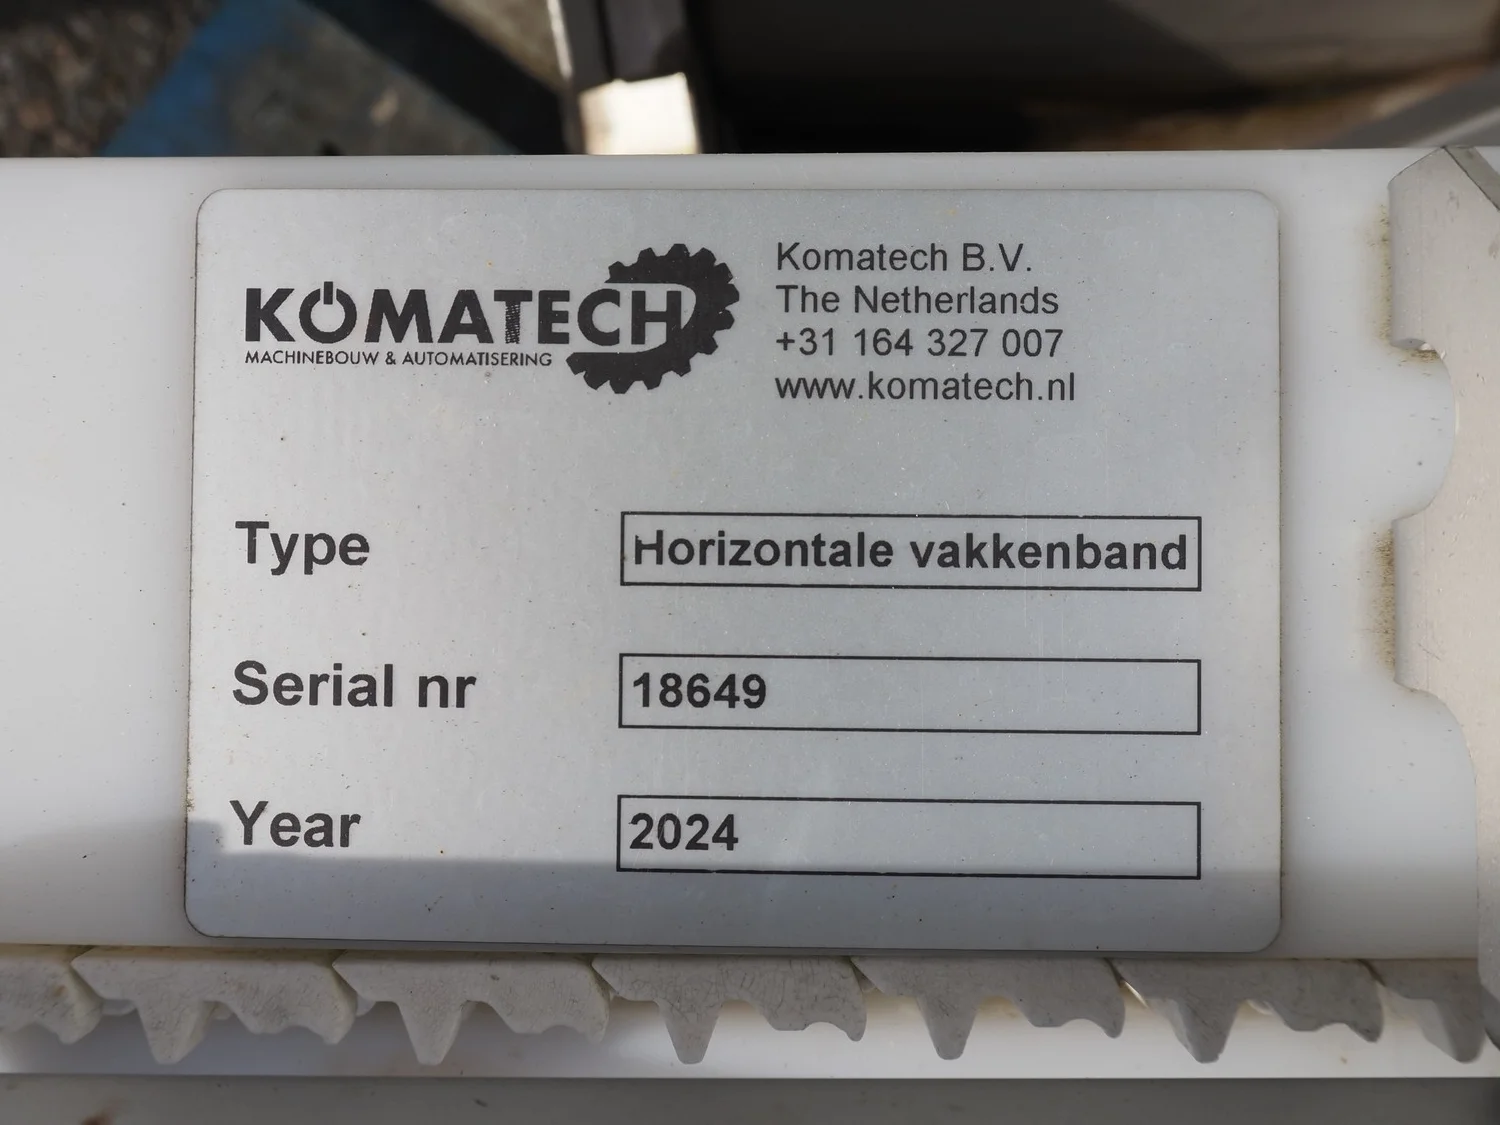 KOMATECH
MACHINEBOUW & AUTOMATISERING
Komatech B.V.
The Netherlands
+31 164 327 007
www.komatech.nl
Type Horizontale vakkenband
Serial nr 18649
Year 2024